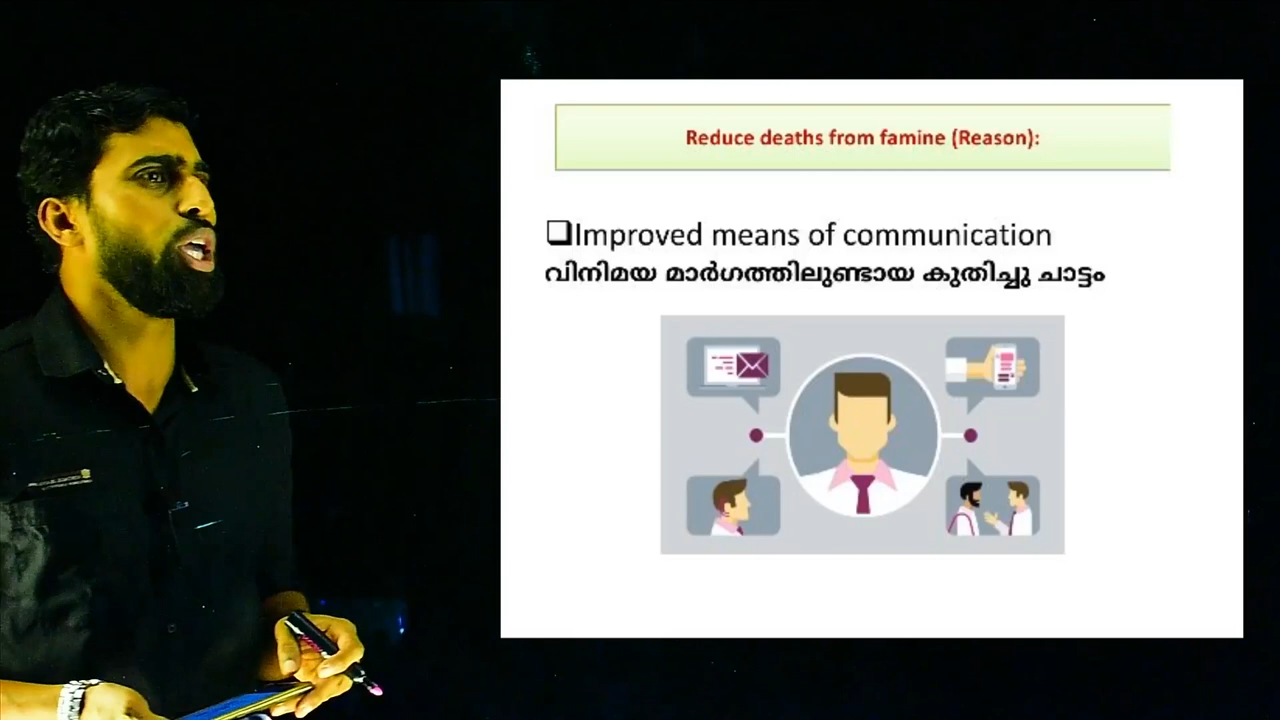 Reduce deaths from famine (Reason):
❑Improved means of communication
വിനിമയ മാർഗത്തിലുണ്ടായ കുതിച്ചു ചാട്ടം